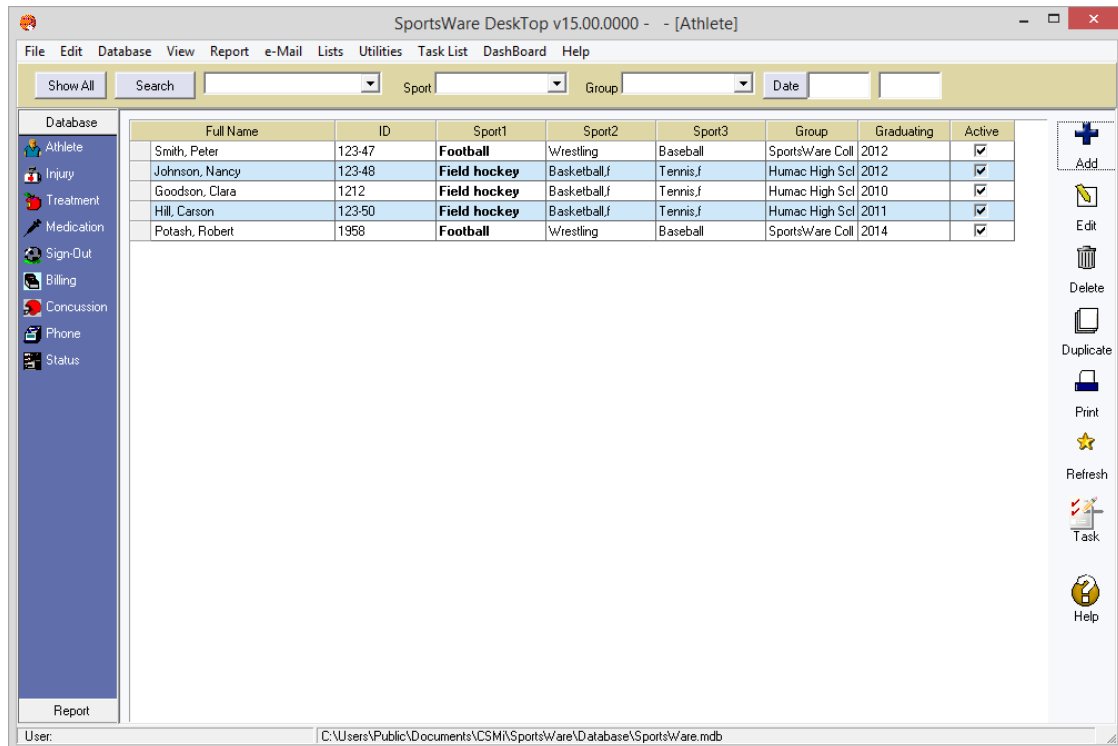 SportsWare DeskTop v15.00.0000 - - [Athlete]
File Edit Database View Report e-Mail Lists Utilities Task List DashBoard Help
Show All Search Sport Group Date
Database
Athlete
Injury
Treatment
Medication
Sign-Out
Billing
Concussion
Phone
Status
Report
Full Name ID Sport1 Sport2 Sport3 Group Graduating Active
Smith, Peter 123-47 Football Wrestling Baseball SportsWare Coll 2012
Johnson, Nancy 123-48 Field hockey Basketball,f Tennis,f Humac High Scl 2012
Goodson, Clara 1212 Field hockey Basketball,f Tennis,f Humac High Scl 2010
Hill, Carson 123-50 Field hockey Basketball,f Tennis,f Humac High Scl 2011
Potash, Robert 1958 Football Wrestling Baseball SportsWare Coll 2014
Add
Edit
Delete
Duplicate
Print
Refresh
Task
Help
User: C:\Users\Public\Documents\CSMi\SportsWare\Database\SportsWare.mdb